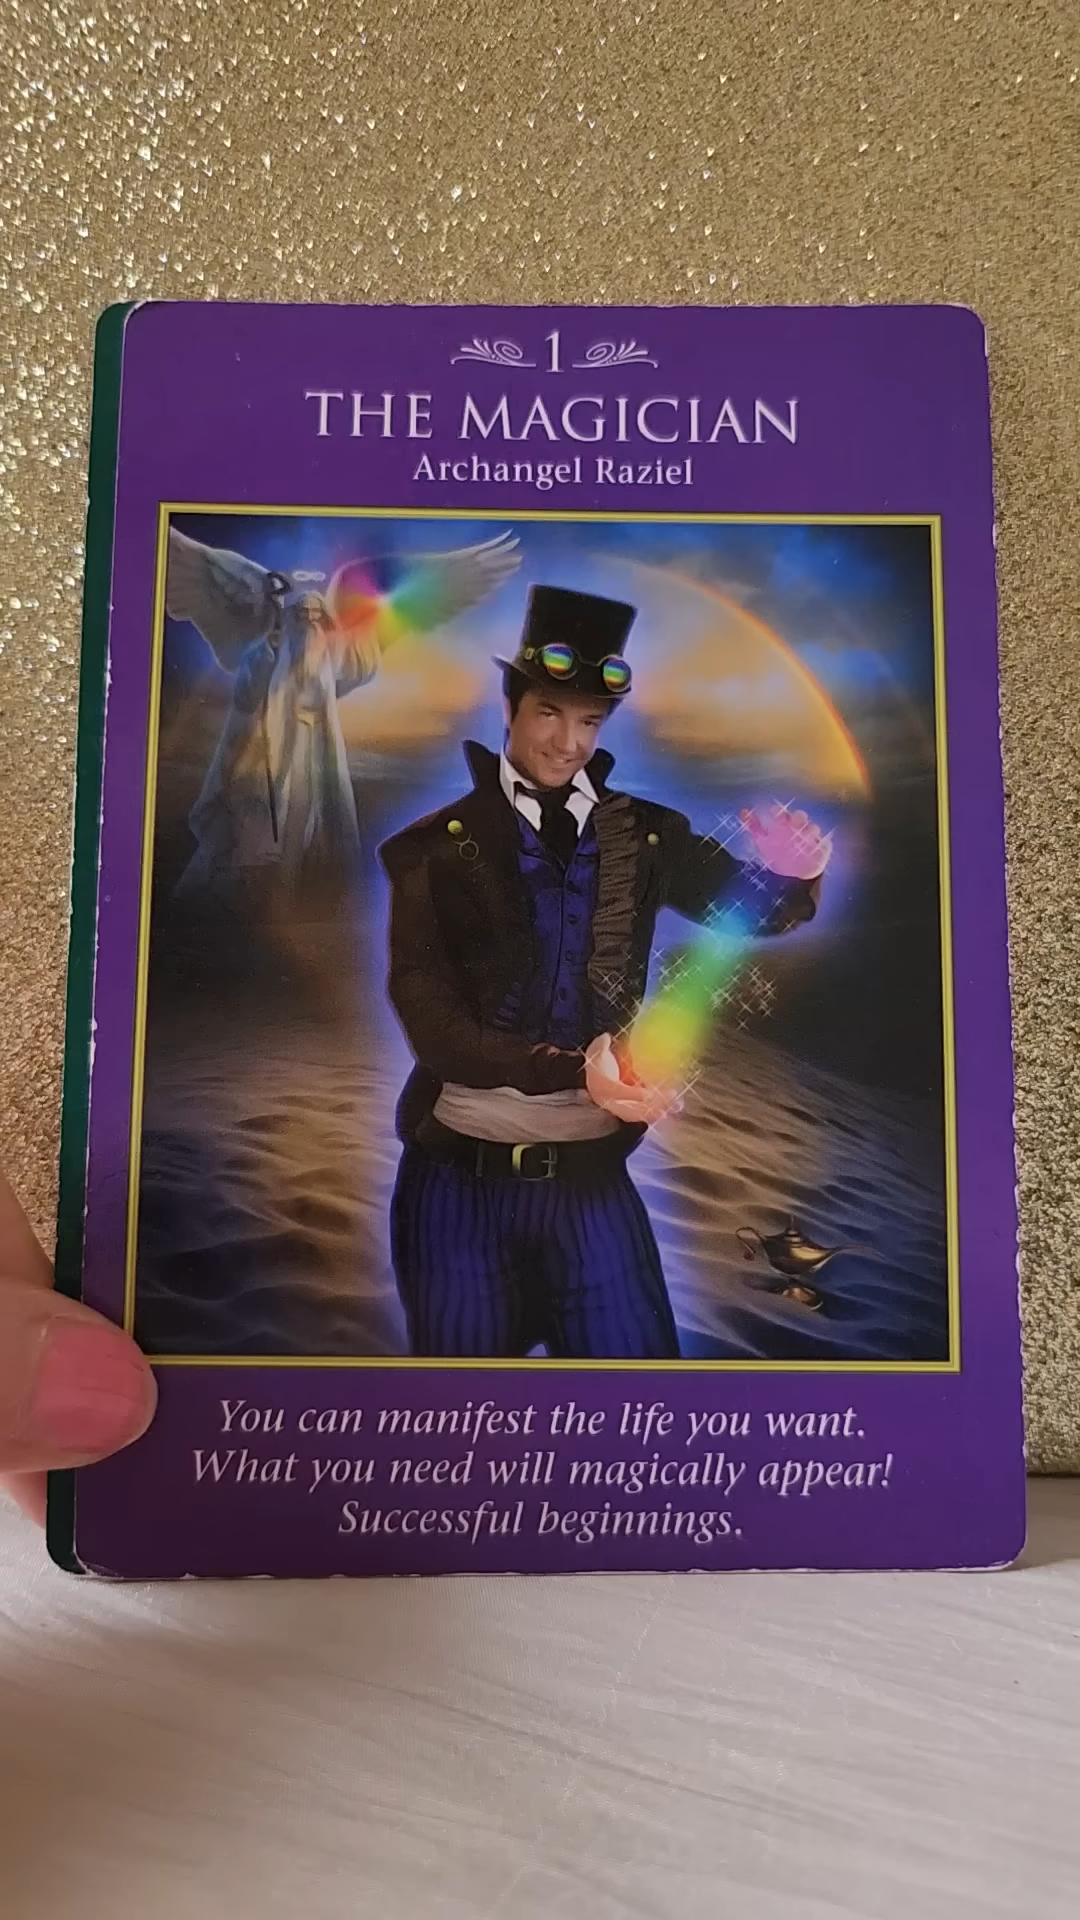 1
THE MAGICIAN
Archangel Raziel
You can manifest the life you want.
What you need will magically appear!
Successful beginnings.